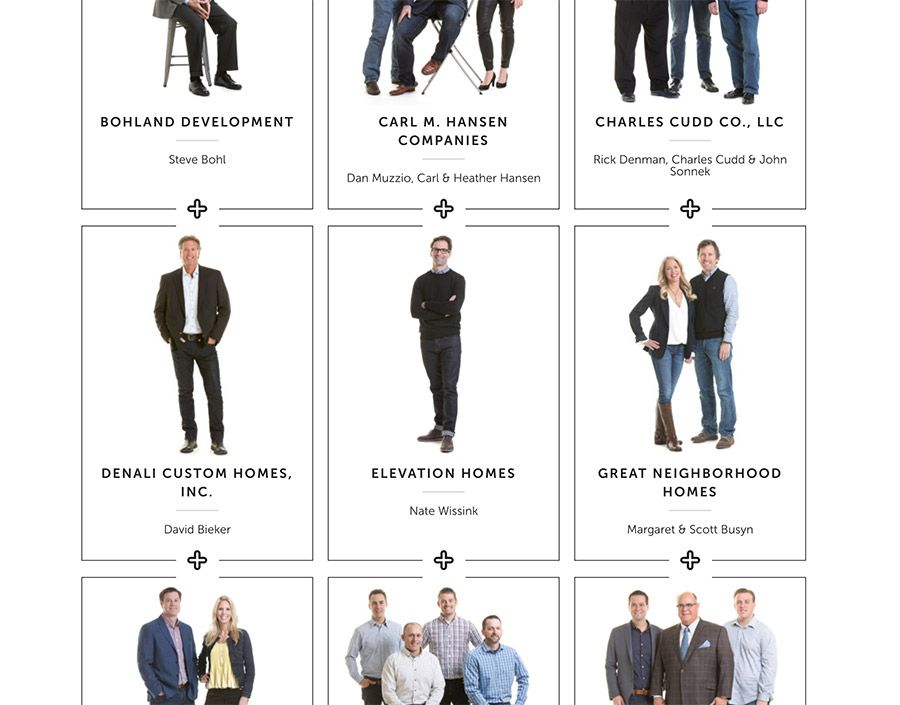 BOHLAND DEVELOPMENT
Steve Bohl
CARL M. HANSEN
COMPANIES
Dan Muzzio, Carl & Heather Hansen
CHARLES CUDD CO., LLC
Rick Denman, Charles Cudd & John
Sonnek
DENALI CUSTOM HOMES,
INC.
David Bieker
ELEVATION HOMES
Nate Wissink
GREAT NEIGHBORHOOD
HOMES
Margaret & Scott Busyn